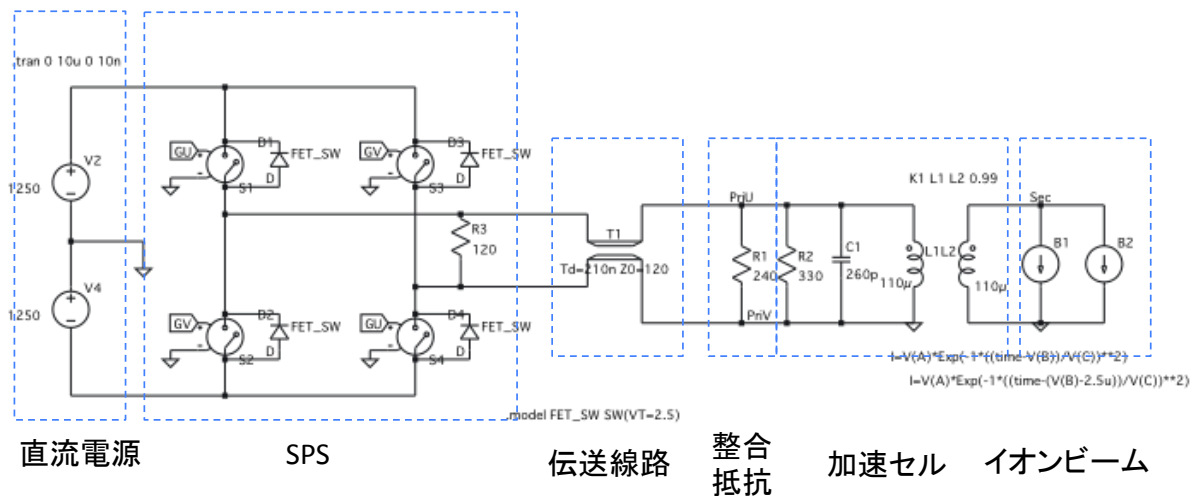 .tran 0 10u 0 10n
V2
1250
V4
1250
GU
D1
FET_SW
D
S1
GV
D3
FET_SW
D
S3
GV
D2
FET_SW
D
S2
GU
D4
FET_SW
D
S4
R3
120
T1
Td=210n Z0=120
PriU
R1
240
R2
330
PriV
C1
260p
K1 L1 L2 0.99
L1
110µ
L2
110µ
Sec
B1
B2
I=V(A)*Exp(-1*((time-V(B))/V(C))**2)
I=V(A)*Exp(-1*((time-(V(B)-2.5u))/V(C))**2)
.model FET_SW SW(VT=2.5)
直流電源
SPS
伝送線路
整合
抵抗
加速セル
イオンビーム